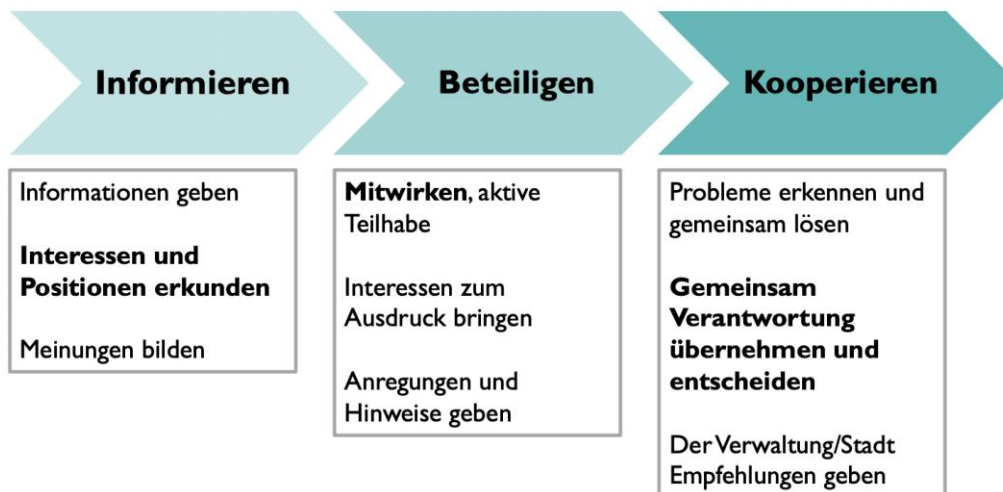 Informieren
Beteiligen
Kooperieren
Informationen geben
Interessen und
Positionen erkunden
Meinungen bilden
Mitwirken, aktive
Teilhabe
Interessen zum
Ausdruck bringen
Anregungen und
Hinweise geben
Probleme erkennen und
gemeinsam lösen
Gemeinsam
Verantwortung
übernehmen und
entscheiden
Der Verwaltung/Stadt
Empfehlungen geben